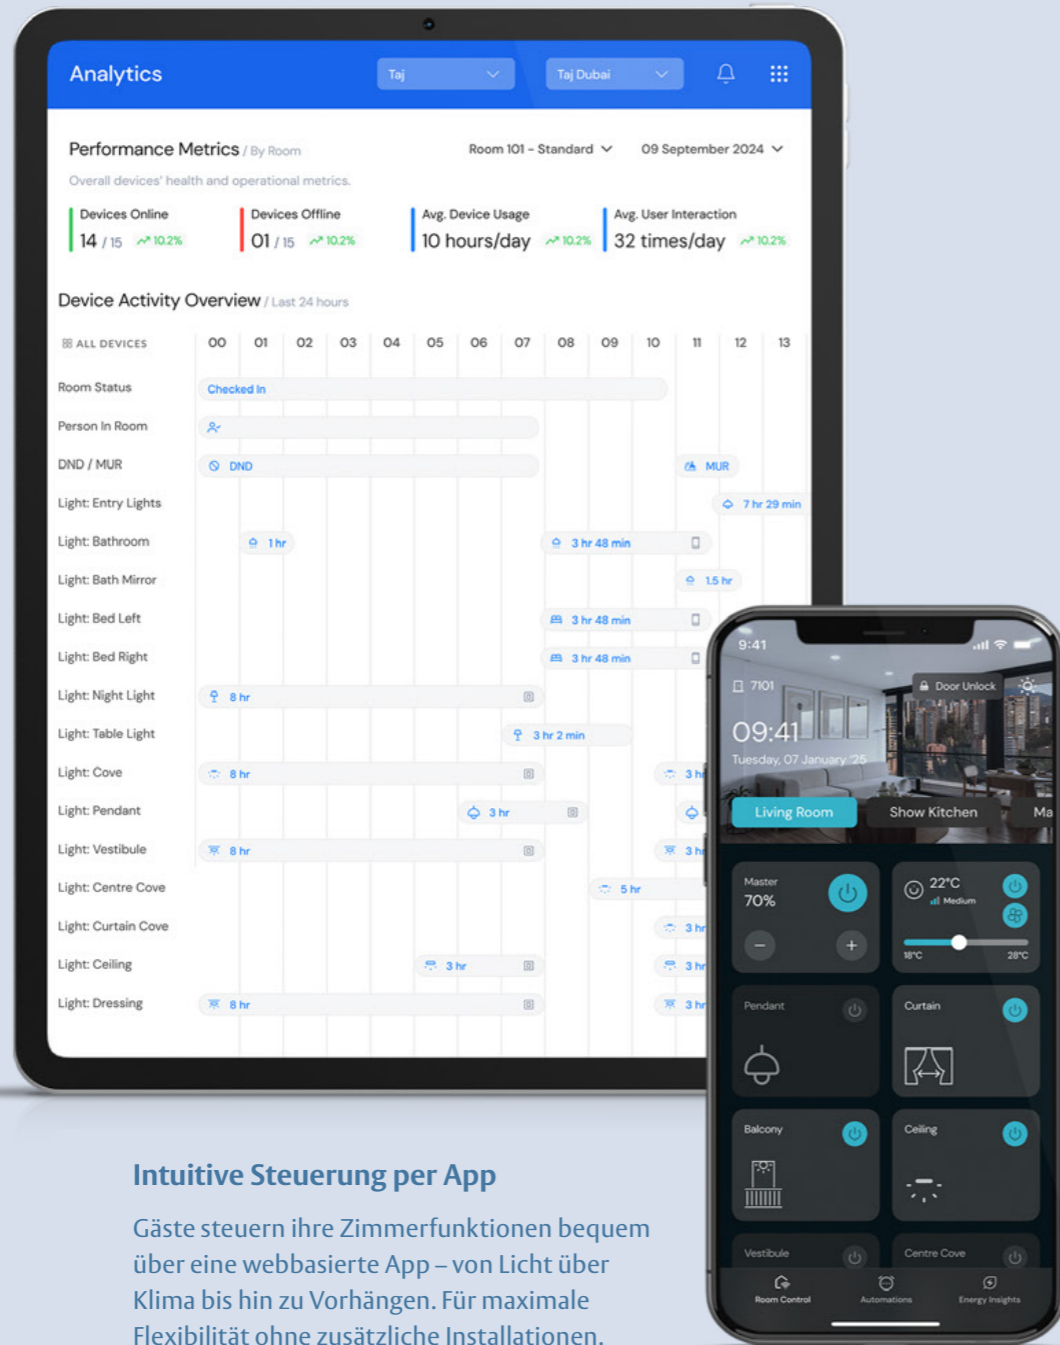 Analytics
Taj
Taj Dubai
Performance Metrics / By Room
Room 101 - Standard
09 September 2024
Overall devices' health and operational metrics.
Devices Online
14 / 15 10.2%
Devices Offline
01 / 15 10.2%
Avg. Device Usage
10 hours/day 10.2%
Avg. User Interaction
32 times/day 10.2%
Device Activity Overview / Last 24 hours
ALL DEVICES 00 01 02 03 04 05 06 07 08 09 10 11 12 13
Room Status Checked In
Person In Room
DND / MUR DND MUR
Light: Entry Lights 7 hr 29 min
Light: Bathroom 1 hr 3 hr 48 min
Light: Bath Mirror 1.5 hr
Light: Bed Left 3 hr 48 min
Light: Bed Right 3 hr 48 min
Light: Night Light 8 hr
Light: Table Light 3 hr 2 min
Light: Cove 8 hr 3 hr
Light: Pendant 3 hr
Light: Vestibule 8 hr 3 hr
Light: Centre Cove 5 hr
Light: Curtain Cove 3 hr
Light: Ceiling 3 hr 3 hr
Light: Dressing 8 hr 3 hr
9:41
7101
Door Unlock
09:41
Tuesday, 07 January '25
Living Room
Show Kitchen
Ma
Master
70%
22°C
Medium
18°C 28°C
Pendant
Curtain
Balcony
Ceiling
Vestibule
Centre Cove
Room Control
Automations
Energy Insights
Intuitive Steuerung per App
Gäste steuern ihre Zimmerfunktionen bequem
über eine webbasierte App – von Licht über
Klima bis hin zu Vorhängen. Für maximale
Flexibilität ohne zusätzliche Installationen.